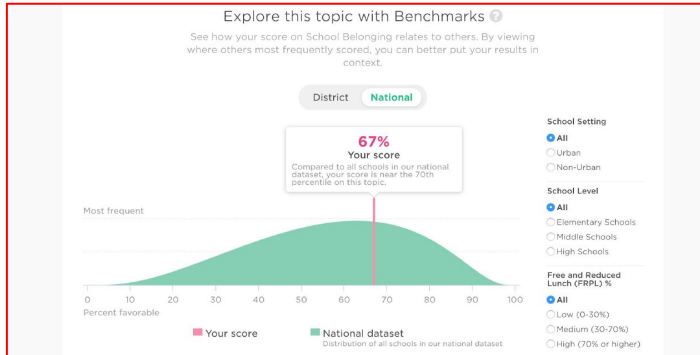 Explore this topic with Benchmarks ?
See how your score on School Belonging relates to others. By viewing
where others most frequently scored, you can better put your results in
context.
District National
67%
Your score
Compared to all schools in our national
dataset, your score is near the 70th
percentile on this topic.
Most frequent
0 10 20 30 40 50 60 70 80 90 100
Percent favorable
Your score
National dataset
Distribution of all schools in our national dataset
School Setting
All
Urban
Non-Urban
School Level
All
Elementary Schools
Middle Schools
High Schools
Free and Reduced
Lunch (FRPL) %
All
Low (0-30%)
Medium (30-70%)
High (70% or higher)